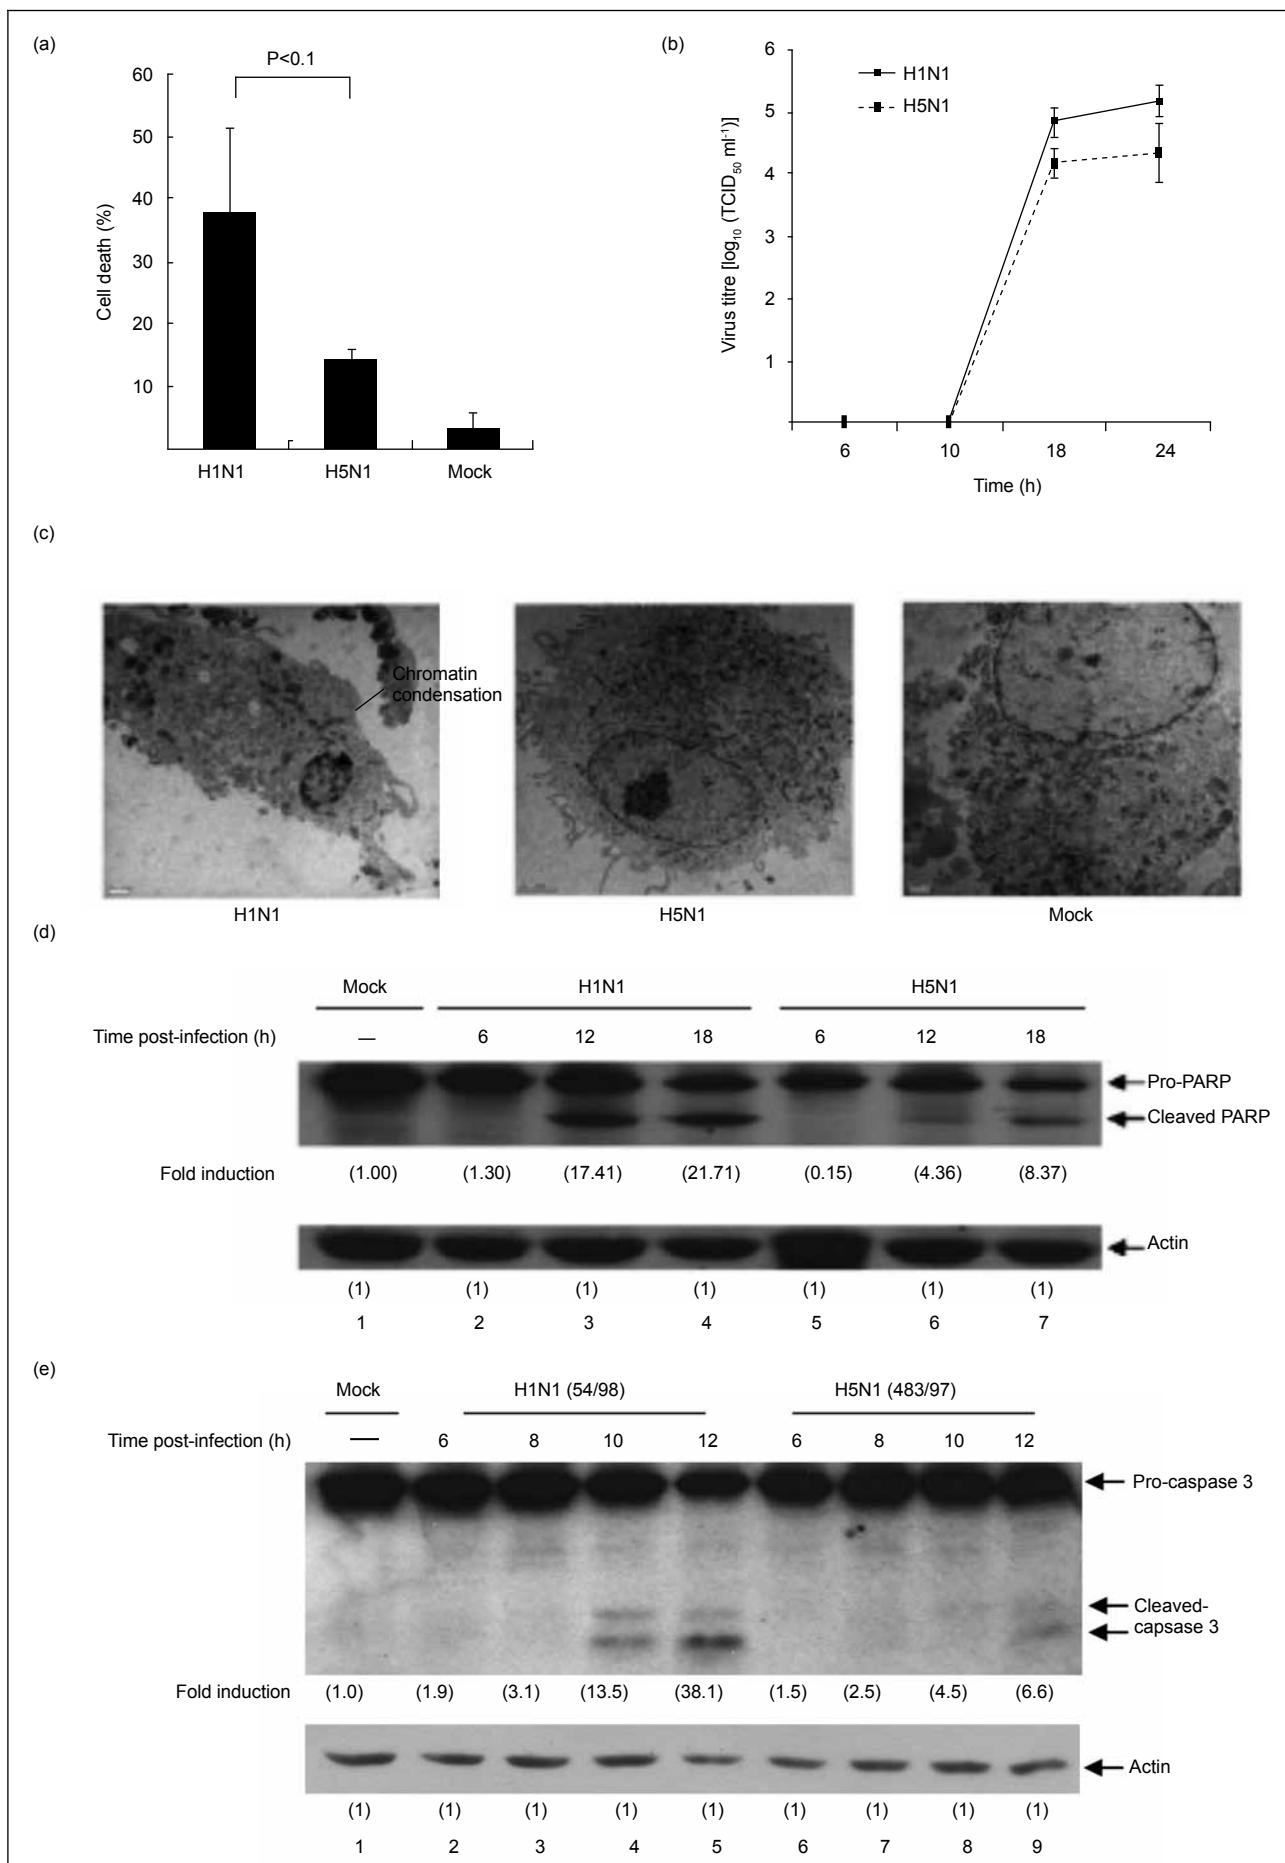 (a)
P<0.1
60
50
40
30
20
10
Cell death (%)
H1N1
H5N1
Mock
(b)
6
5
4
3
2
1
Virus titre [log10 (TCID50 ml-1)]
H1N1
H5N1
6
10
18
24
Time (h)
(c)
Chromatin
condensation
H1N1
H5N1
Mock
(d)
Mock
H1N1
H5N1
Time post-infection (h) — 6 12 18 6 12 18
Pro-PARP
Cleaved PARP
Fold induction (1.00) (1.30) (17.41) (21.71) (0.15) (4.36) (8.37)
Actin
(1) (1) (1) (1) (1) (1) (1)
1 2 3 4 5 6 7
(e)
Mock
H1N1 (54/98)
H5N1 (483/97)
Time post-infection (h) — 6 8 10 12 6 8 10 12
Pro-caspase 3
Cleaved-
capsase 3
Fold induction (1.0) (1.9) (3.1) (13.5) (38.1) (1.5) (2.5) (4.5) (6.6)
Actin
(1) (1) (1) (1) (1) (1) (1) (1) (1)
1 2 3 4 5 6 7 8 9